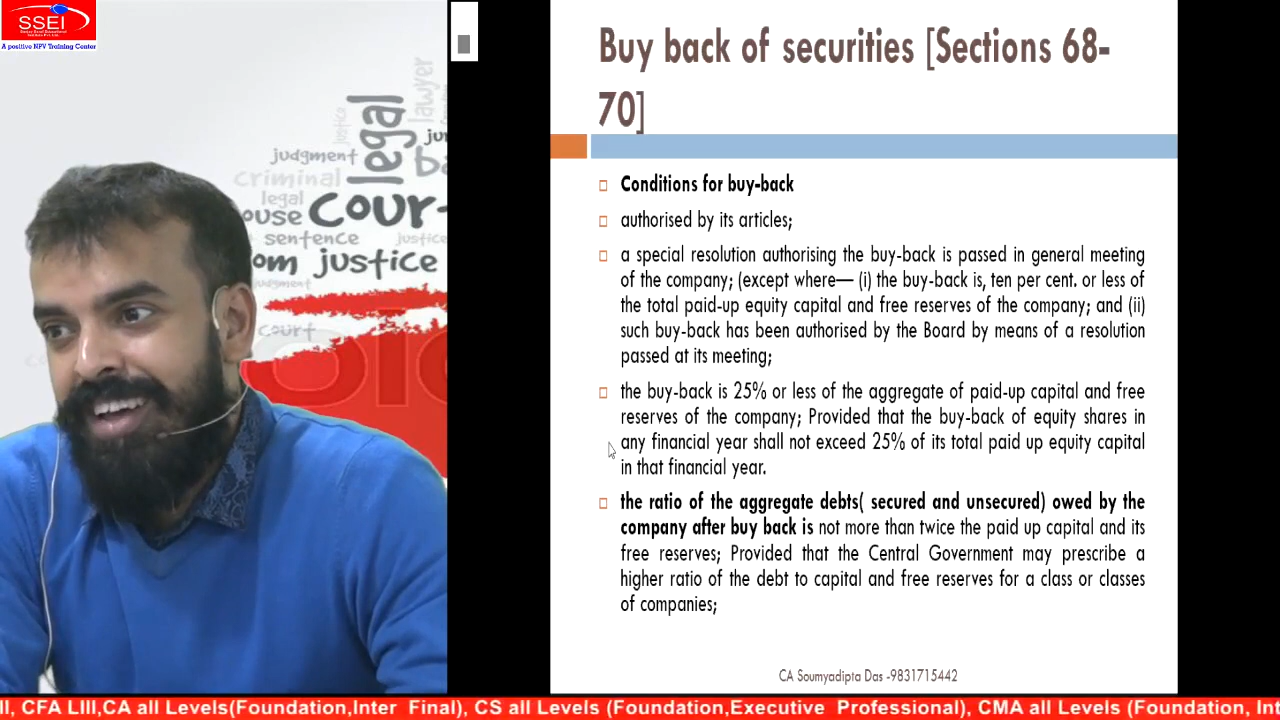 SSEI
A positive NPV Training Center
legal
lawyer
justice
judgment
criminal
legal
cour
sentence
justice
om justice
judgment
court
Buy back of securities [Sections 68-
70]
Conditions for buy-back
authorised by its articles;
a special resolution authorising the buy-back is passed in general meeting
of the company; (except where— (i) the buy-back is, ten per cent. or less of
the total paid-up equity capital and free reserves of the company; and (ii)
such buy-back has been authorised by the Board by means of a resolution
passed at its meeting;
the buy-back is 25% or less of the aggregate of paid-up capital and free
reserves of the company; Provided that the buy-back of equity shares in
any financial year shall not exceed 25% of its total paid up equity capital
in that financial year.
the ratio of the aggregate debts( secured and unsecured) owed by the
company after buy back is not more than twice the paid up capital and its
free reserves; Provided that the Central Government may prescribe a
higher ratio of the debt to capital and free reserves for a class or classes
of companies;
CA Soumyadipta Das -9831715442
II, CFA LIII,CA all Levels(Foundation,Inter Final), CS all Levels (Foundation,Executive Professional), CMA all Levels (Foundation, Int